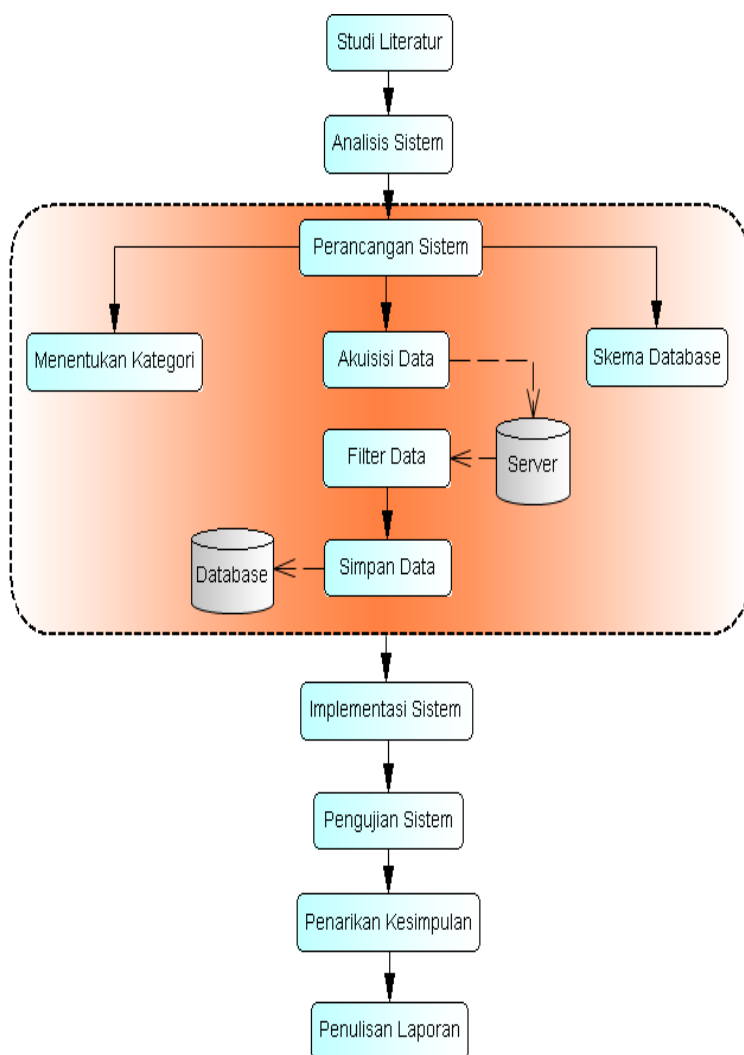 Studi Literatur
Analisis Sistem
Perancangan Sistem
Menentukan Kategori
Akuisisi Data
Skema Database
Filter Data
Server
Database
Simpan Data
Implementasi Sistem
Pengujian Sistem
Penarikan Kesimpulan
Penulisan Laporan